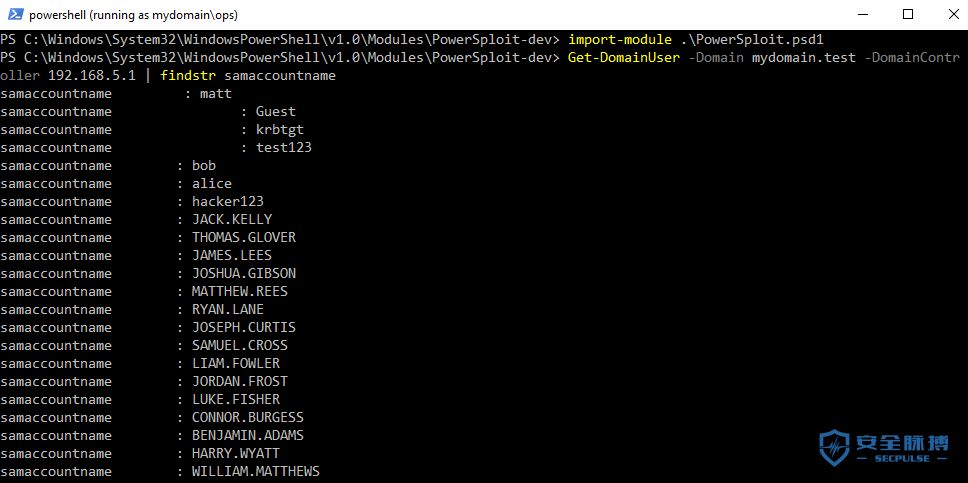 powershell (running as mydomain\ops)
PS C:\Windows\System32\WindowsPowerShell\v1.0\Modules\PowerSploit-dev> import-module .\PowerSploit.psd1
PS C:\Windows\System32\WindowsPowerShell\v1.0\Modules\PowerSploit-dev> Get-DomainUser -Domain mydomain.test -DomainContr
oller 192.168.5.1 | findstr samaccountname
samaccountname : matt
samaccountname : Guest
samaccountname : krbtgt
samaccountname : test123
samaccountname : bob
samaccountname : alice
samaccountname : hacker123
samaccountname : JACK.KELLY
samaccountname : THOMAS.GLOVER
samaccountname : JAMES.LEES
samaccountname : JOSHUA.GIBSON
samaccountname : MATTHEW.REES
samaccountname : RYAN.LANE
samaccountname : JOSEPH.CURTIS
samaccountname : SAMUEL.CROSS
samaccountname : LIAM.FOWLER
samaccountname : JORDAN.FROST
samaccountname : LUKE.FISHER
samaccountname : CONNOR.BURGESS
samaccountname : BENJAMIN.ADAMS
samaccountname : HARRY.WYATT
samaccountname : WILLIAM.MATTHEWS
安全脉搏
SECPULSE